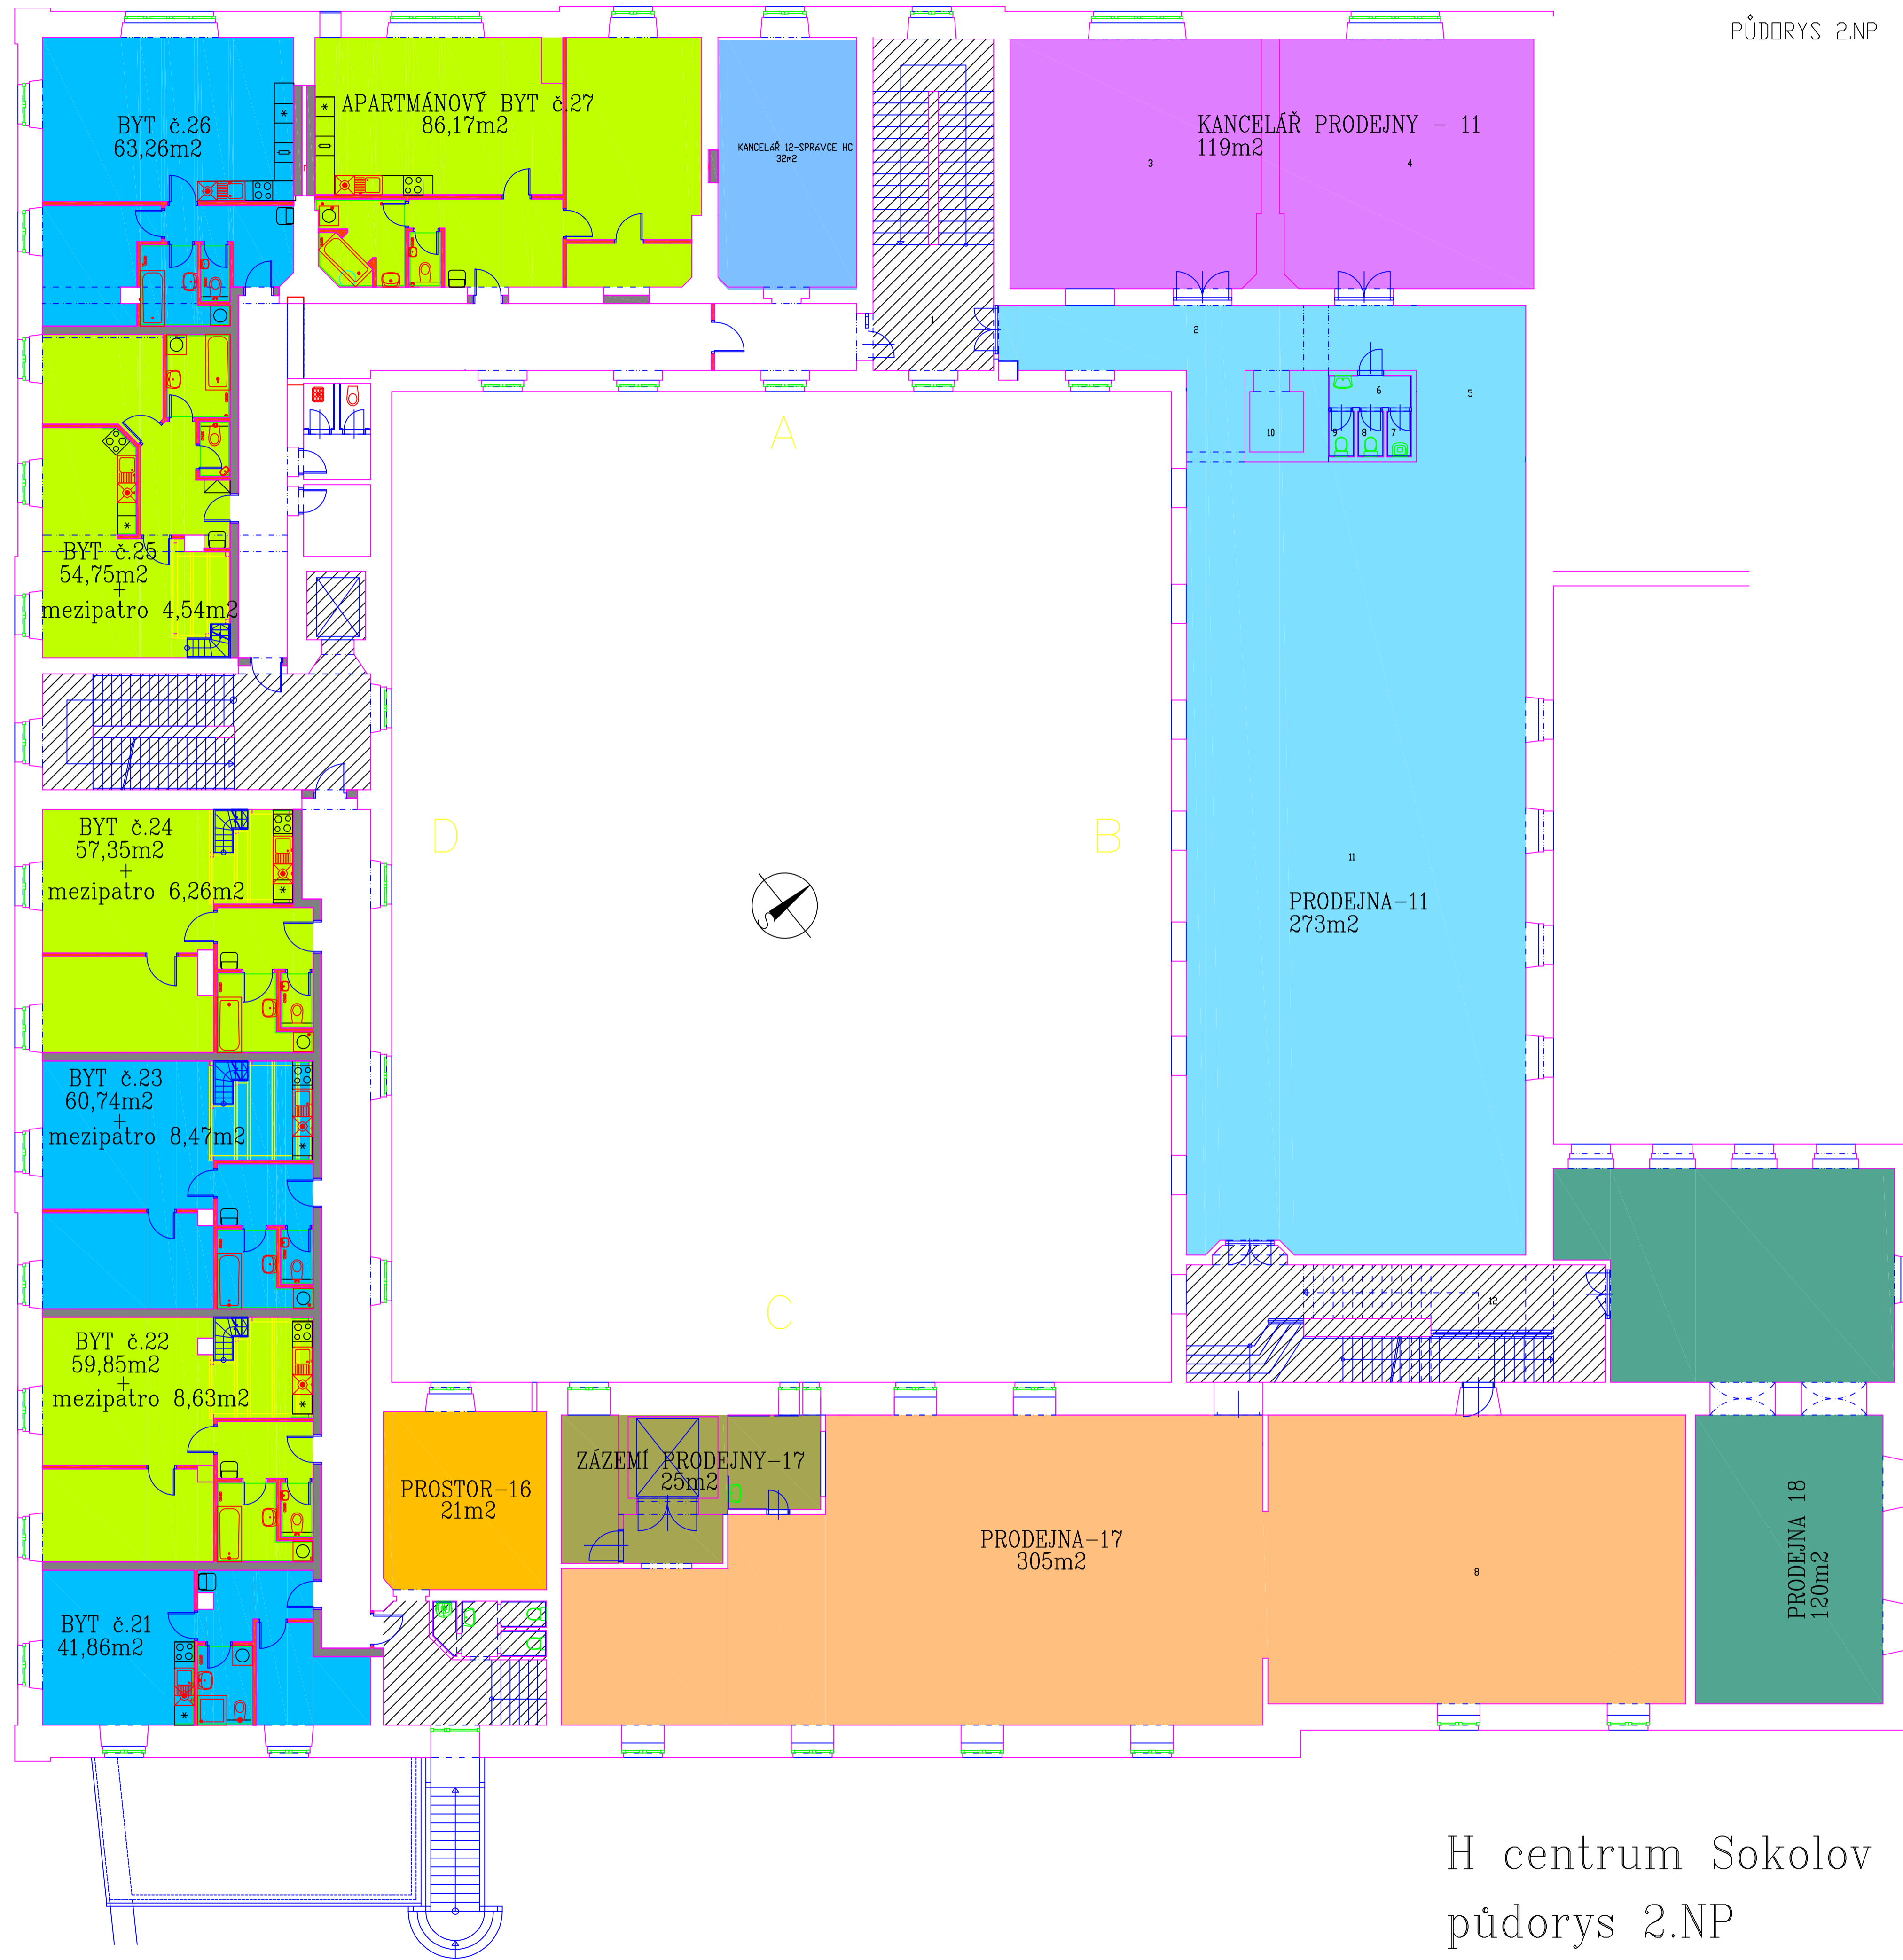 PŮDORYS 2.NP
BYT č.26
63,26m2
APARTMÁNOVÝ BYT č.27
86,17m2
KANCELÁŘ 12-SPRÁVCE HC
32m2
KANCELÁŘ PRODEJNY - 11
119m2
3
4
1
2
5
6
10
9
8
7
A
BYT č.25
54,75m2
+
mezipatro 4,54m2
BYT č.24
57,35m2
+
mezipatro 6,26m2
D
B
S
11
PRODEJNA-11
273m2
BYT č.23
60,74m2
+
mezipatro 8,47m2
C
12
BYT č.22
59,85m2
+
mezipatro 8,63m2
PROSTOR-16
21m2
ZÁZEMÍ PRODEJNY-17
25m2
PRODEJNA-17
305m2
8
PRODEJNA 18
120m2
BYT č.21
41,86m2
H centrum Sokolov
půdorys 2.NP